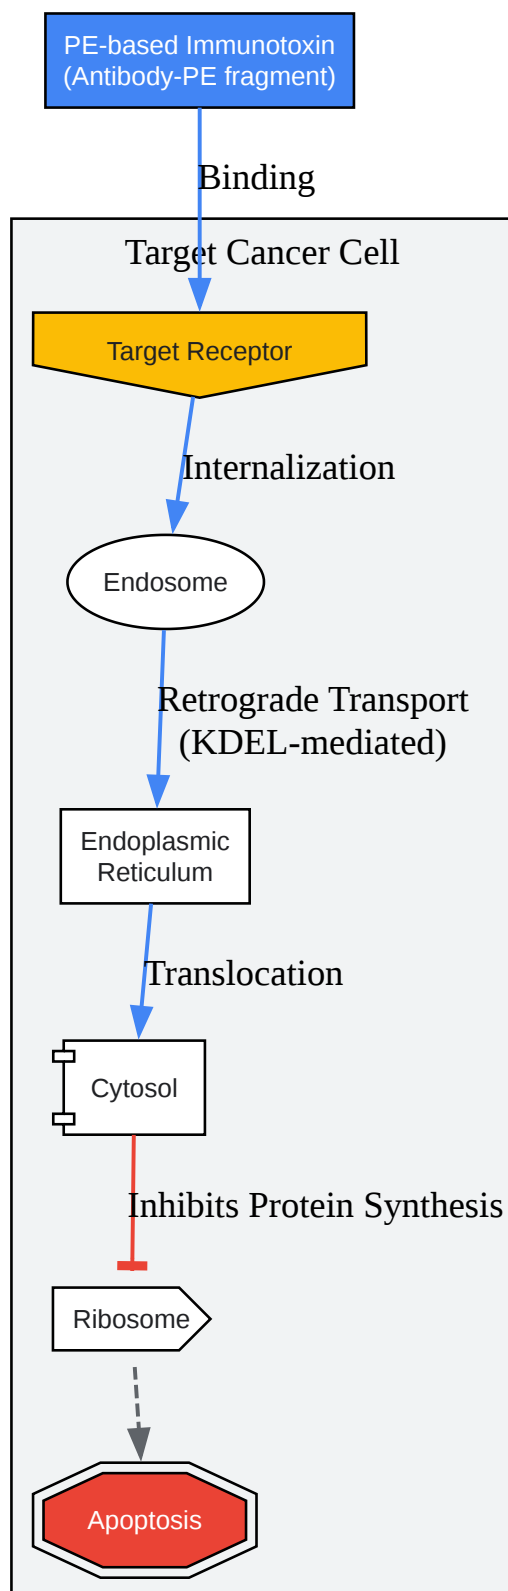 PE-based Immunotoxin
(Antibody-PE fragment)
Binding
Target Cancer Cell
Target Receptor
Internalization
Endosome
Retrograde Transport
(KDEL-mediated)
Endoplasmic
Reticulum
Translocation
Cytosol
Inhibits Protein Synthesis
Ribosome
Apoptosis